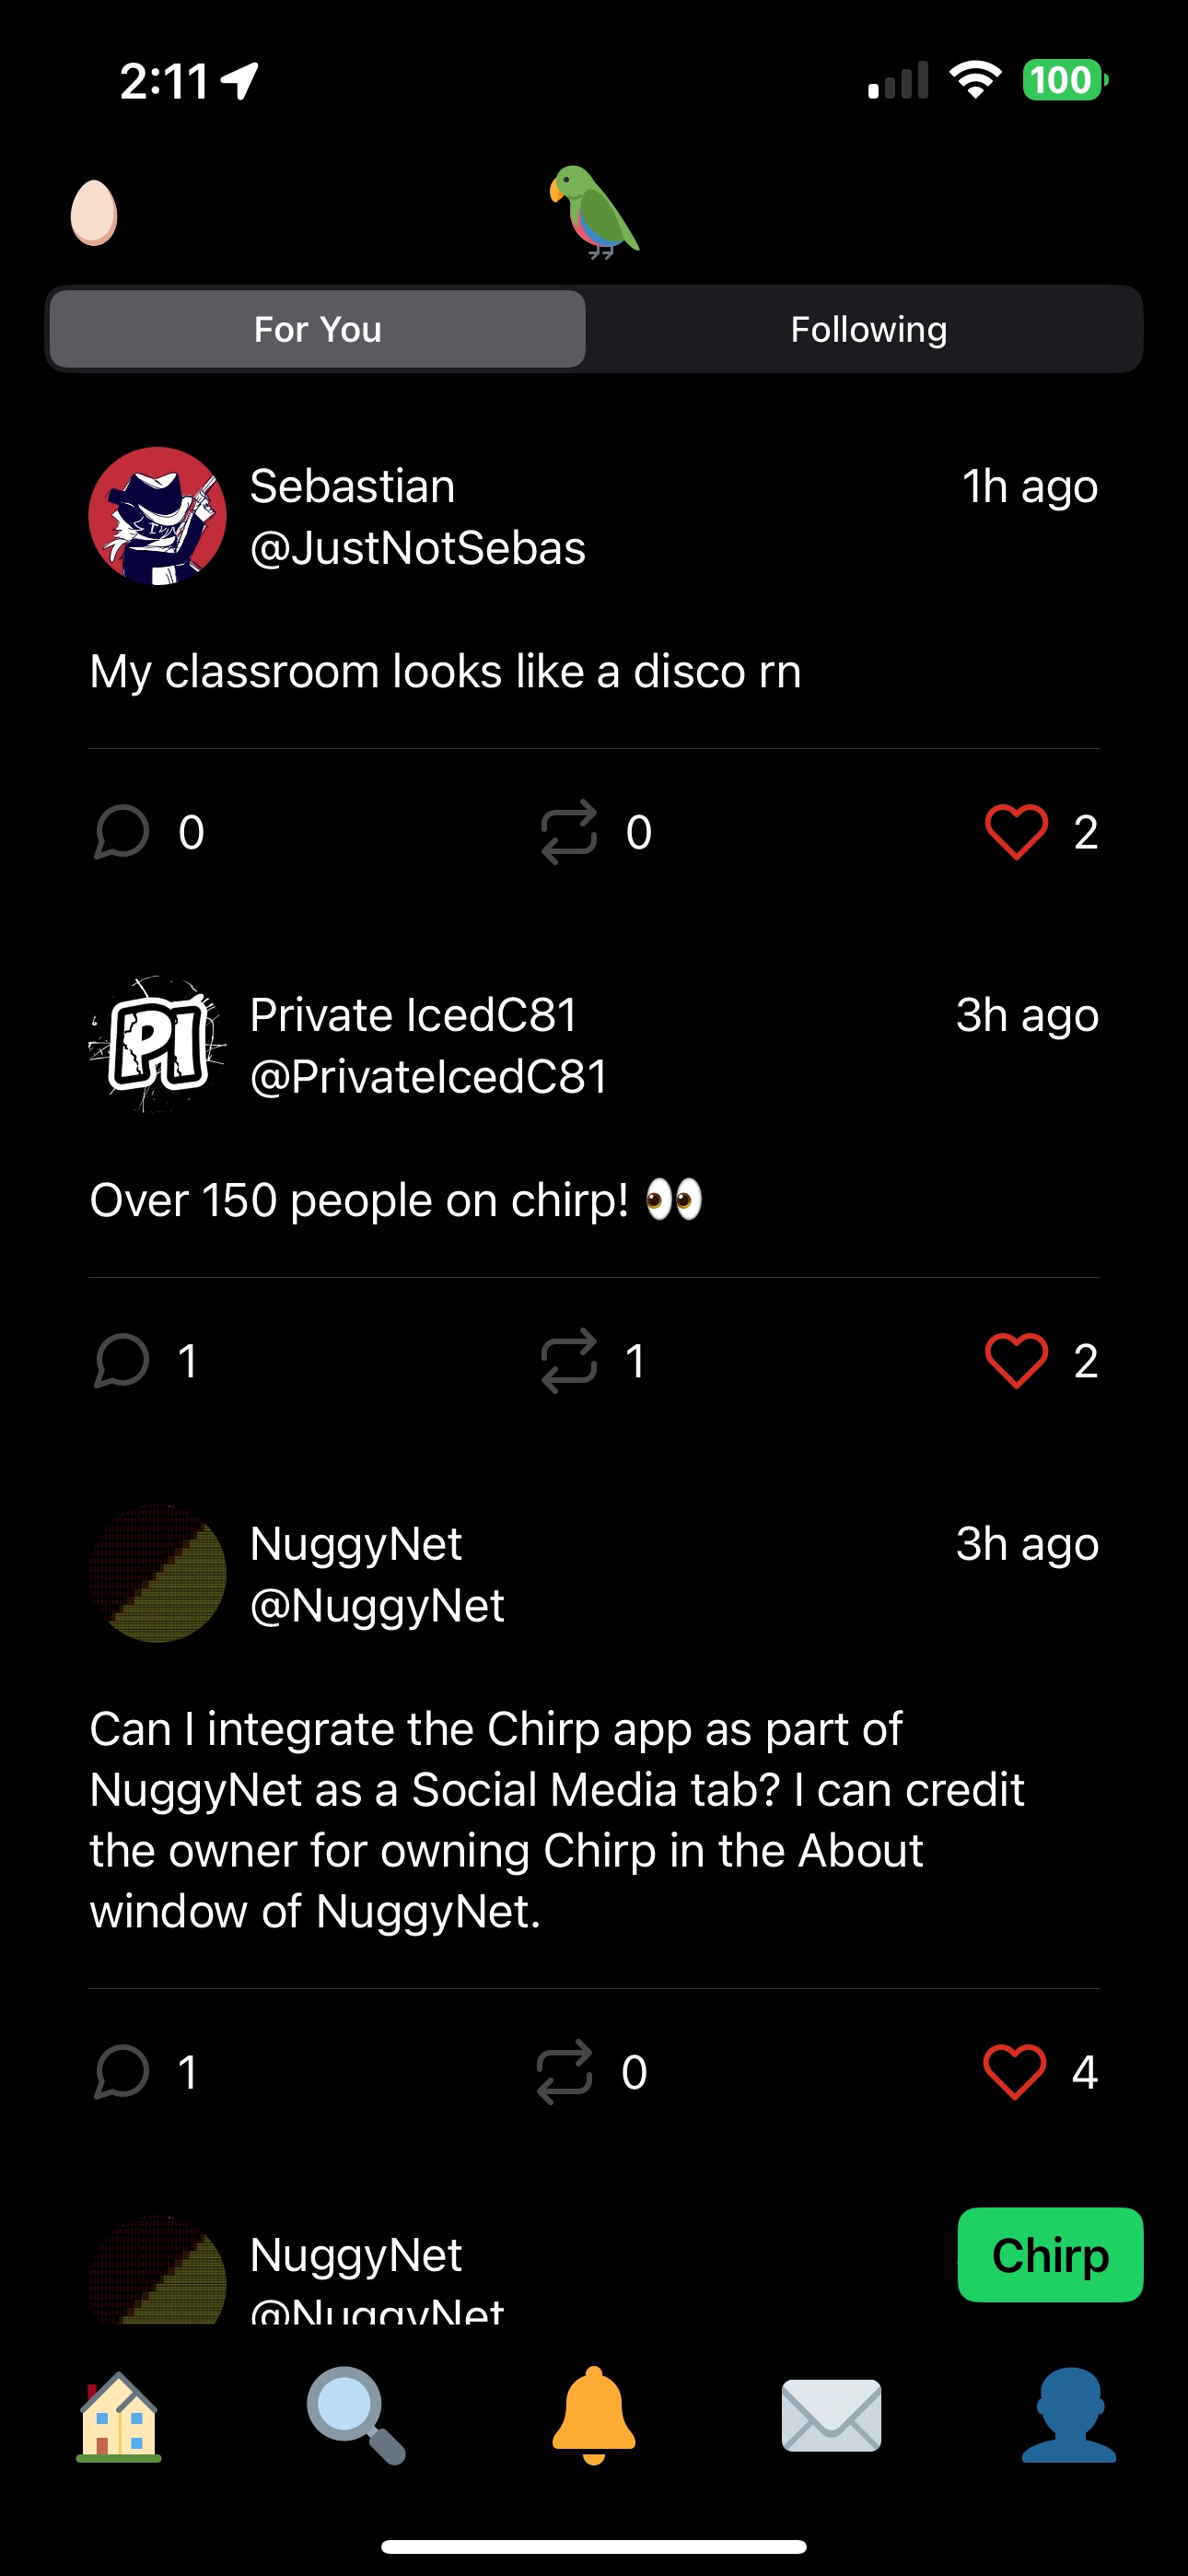 2:11
100
For You
Following
Sebastian
1h ago
@JustNotSebas
My classroom looks like a disco rn
0
0
2
PI
Private IcedC81
3h ago
@PrivateIcedC81
Over 150 people on chirp! 👀
1
1
2
NuggyNet
3h ago
@NuggyNet
Can I integrate the Chirp app as part of
NuggyNet as a Social Media tab? I can credit
the owner for owning Chirp in the About
window of NuggyNet.
1
0
4
NuggyNet
@NuggyNet
Chirp